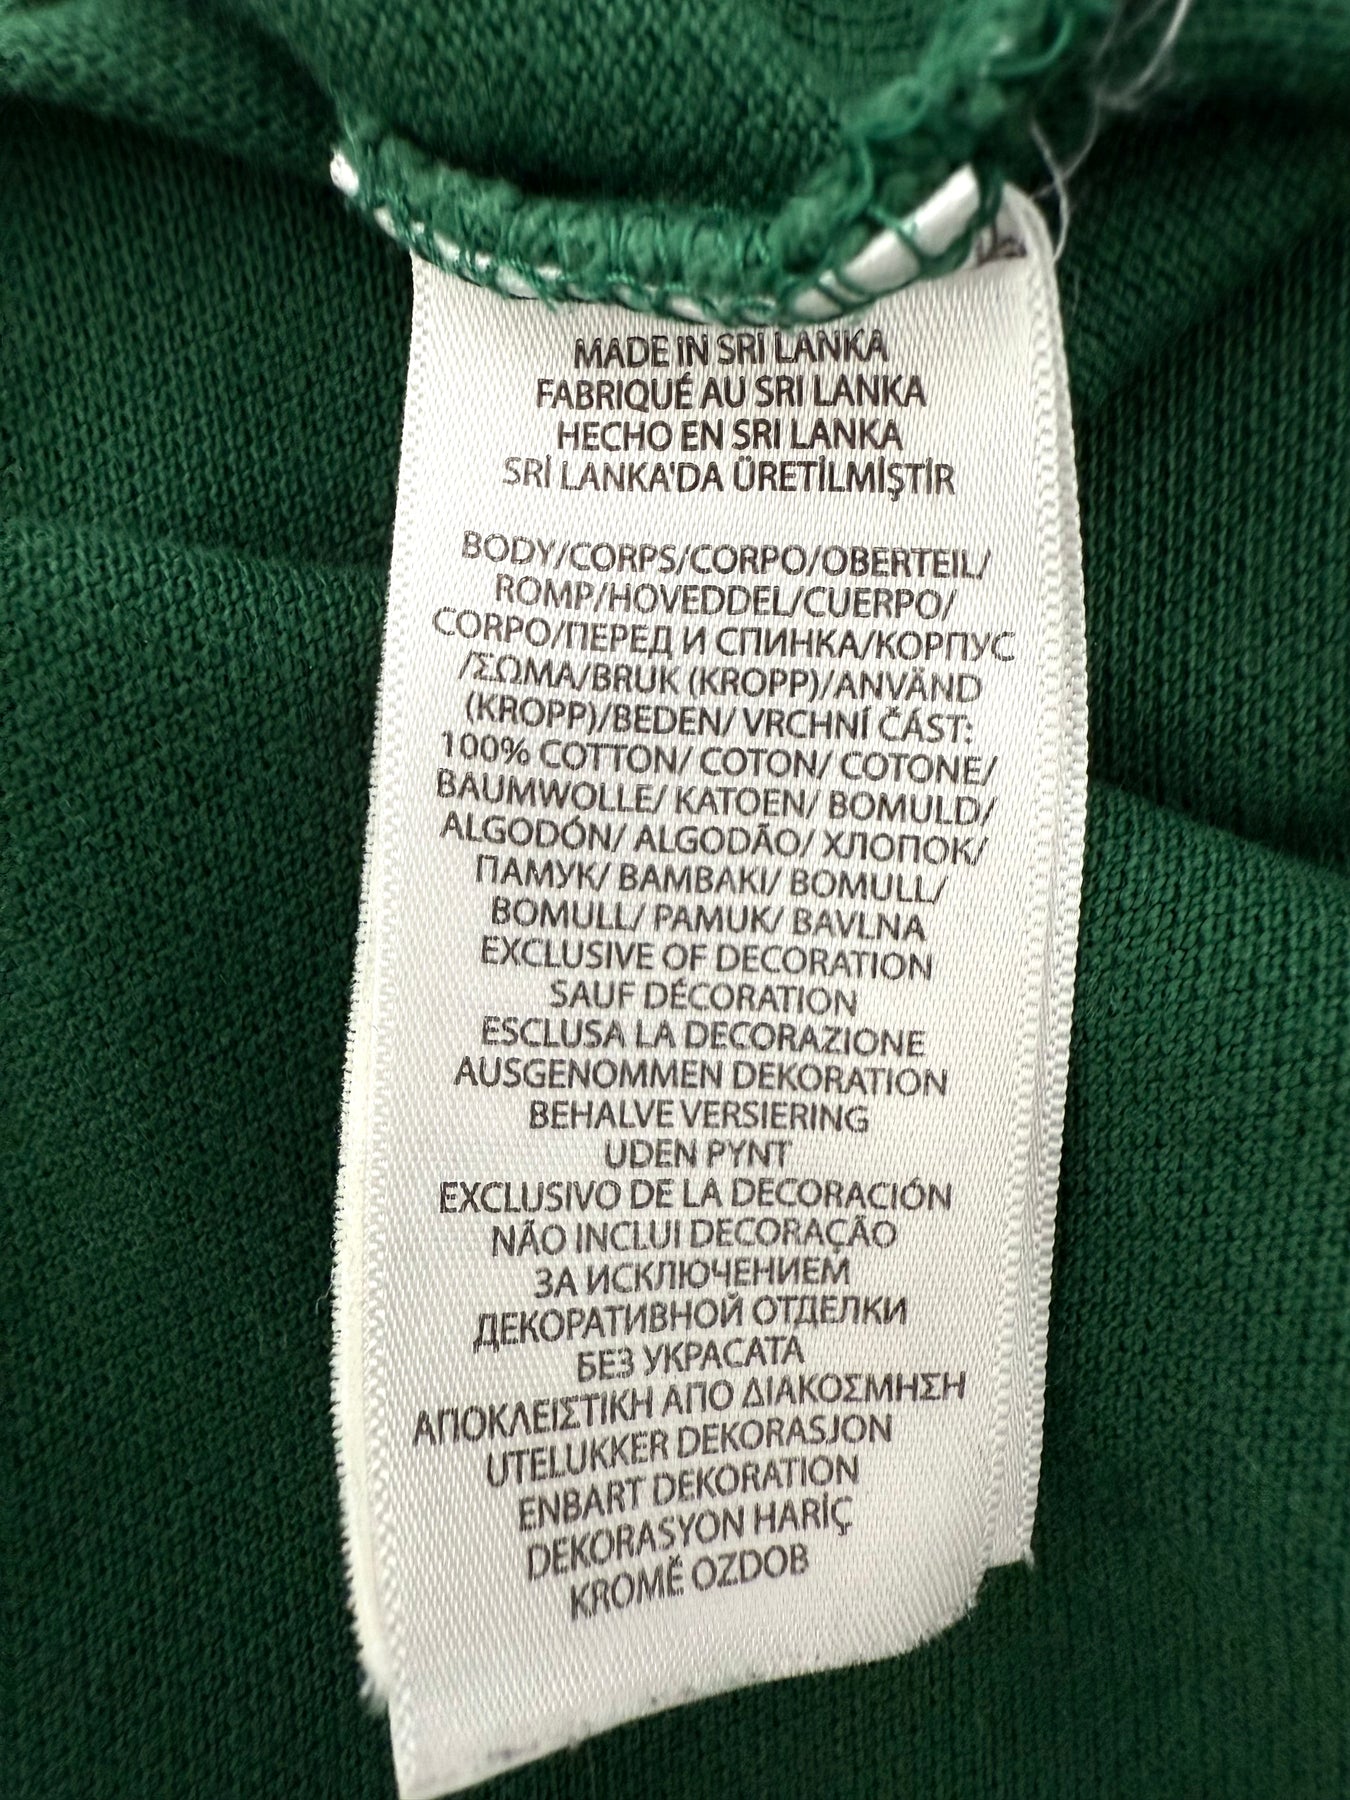 MADE IN SRI LANKA
FABRIQUÉ AU SRI LANKA
HECHO EN SRI LANKA
SRİ LANKA'DA ÜRETİLMİŞTİR
BODY/CORPS/CORPO/OBERTEIL/
ROMP/HOVEDDEL/CUERPO/
CORPO/ПЕРЕД И СПИНКА/КОРПУС
/ΣΩΜΑ/BRUK (KROPP)/ANVÄND
(KROPP)/BEDEN/ VRCHNÍ ČÁST:
100% COTTON/ COTON/ COTONE/
BAUMWOLLE/ KATOEN/ BOMULD/
ALGODÓN/ ALGODÃO/ ХЛОПОК/
ПАМУК/ BAMBAKI/ BOMULL/
BOMULL/ PAMUK/ BAVLNA
EXCLUSIVE OF DECORATION
SAUF DÉCORATION
ESCLUSA LA DECORAZIONE
AUSGENOMMEN DEKORATION
BEHALVE VERSIERING
UDEN PYNT
EXCLUSIVO DE LA DECORACIÓN
NÃO INCLUI DECORAÇÃO
ЗА ИСКЛЮЧЕНИЕМ
ДЕКОРАТИВНОЙ ОТДЕЛКИ
БЕЗ УКРАСАТА
ΑΠΟΚΛΕΙΣΤΙΚΗ ΑΠΟ ΔΙΑΚΟΣΜΗΣΗ
UTELUKKER DEKORASJON
ENBART DEKORATION
DEKORASYON HARİÇ
KROMĚ OZDOB